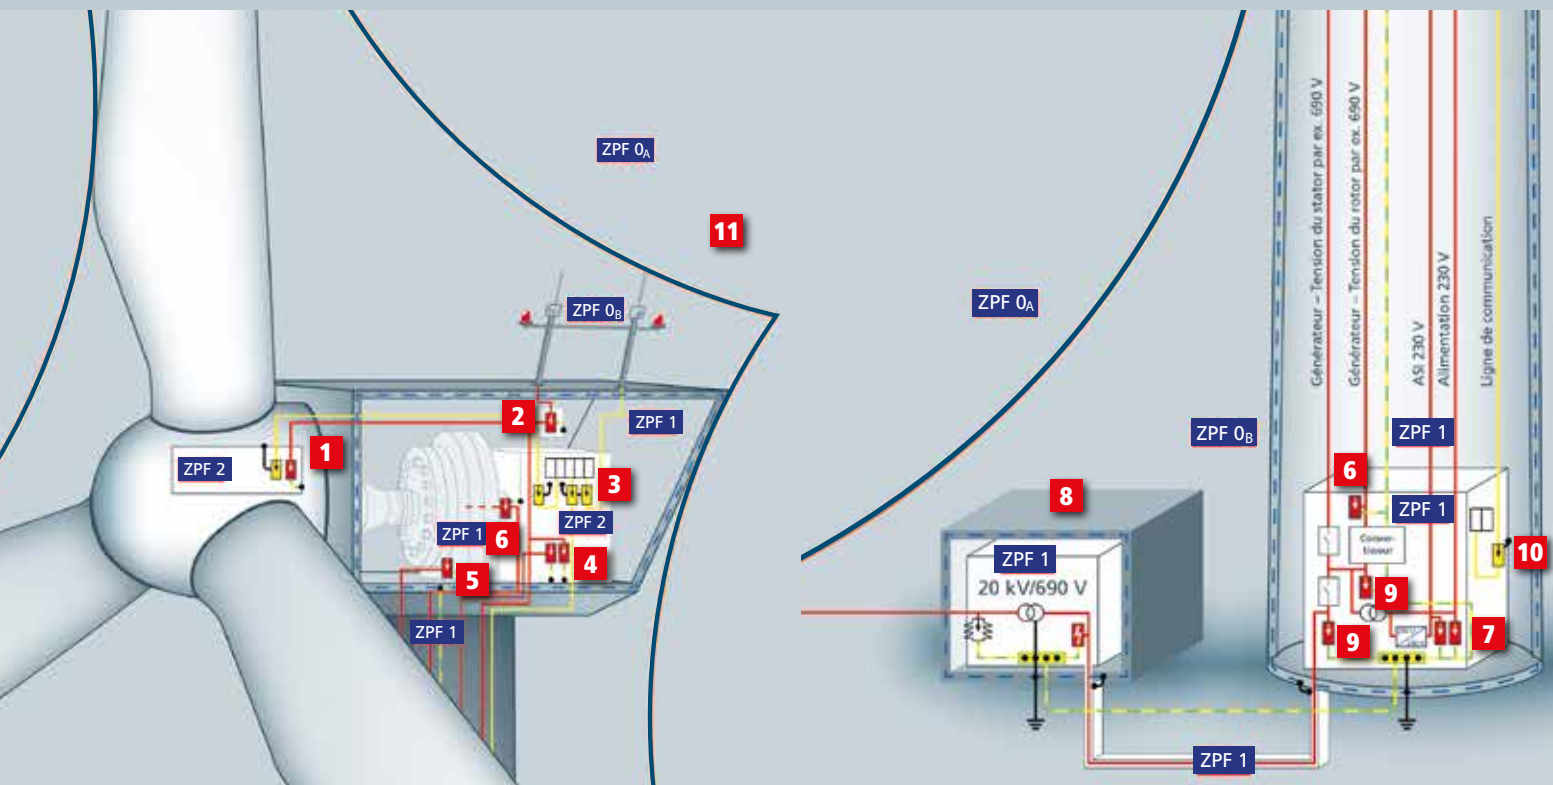 ZPF 0A
11
ZPF 0B
2
ZPF 1
1
ZPF 2
3
ZPF 2
ZPF 1
6
4
5
ZPF 1
ZPF 0A
Générateur – Tension du stator par ex. 690 V
Générateur – Tension du rotor par ex. 690 V
ASI 230 V
Alimentation 230 V
Ligne de communication
ZPF 0B
ZPF 1
6
ZPF 1
8
ZPF 1
20 kV/690 V
Conver-
tisseur
10
9
9
7
ZPF 1